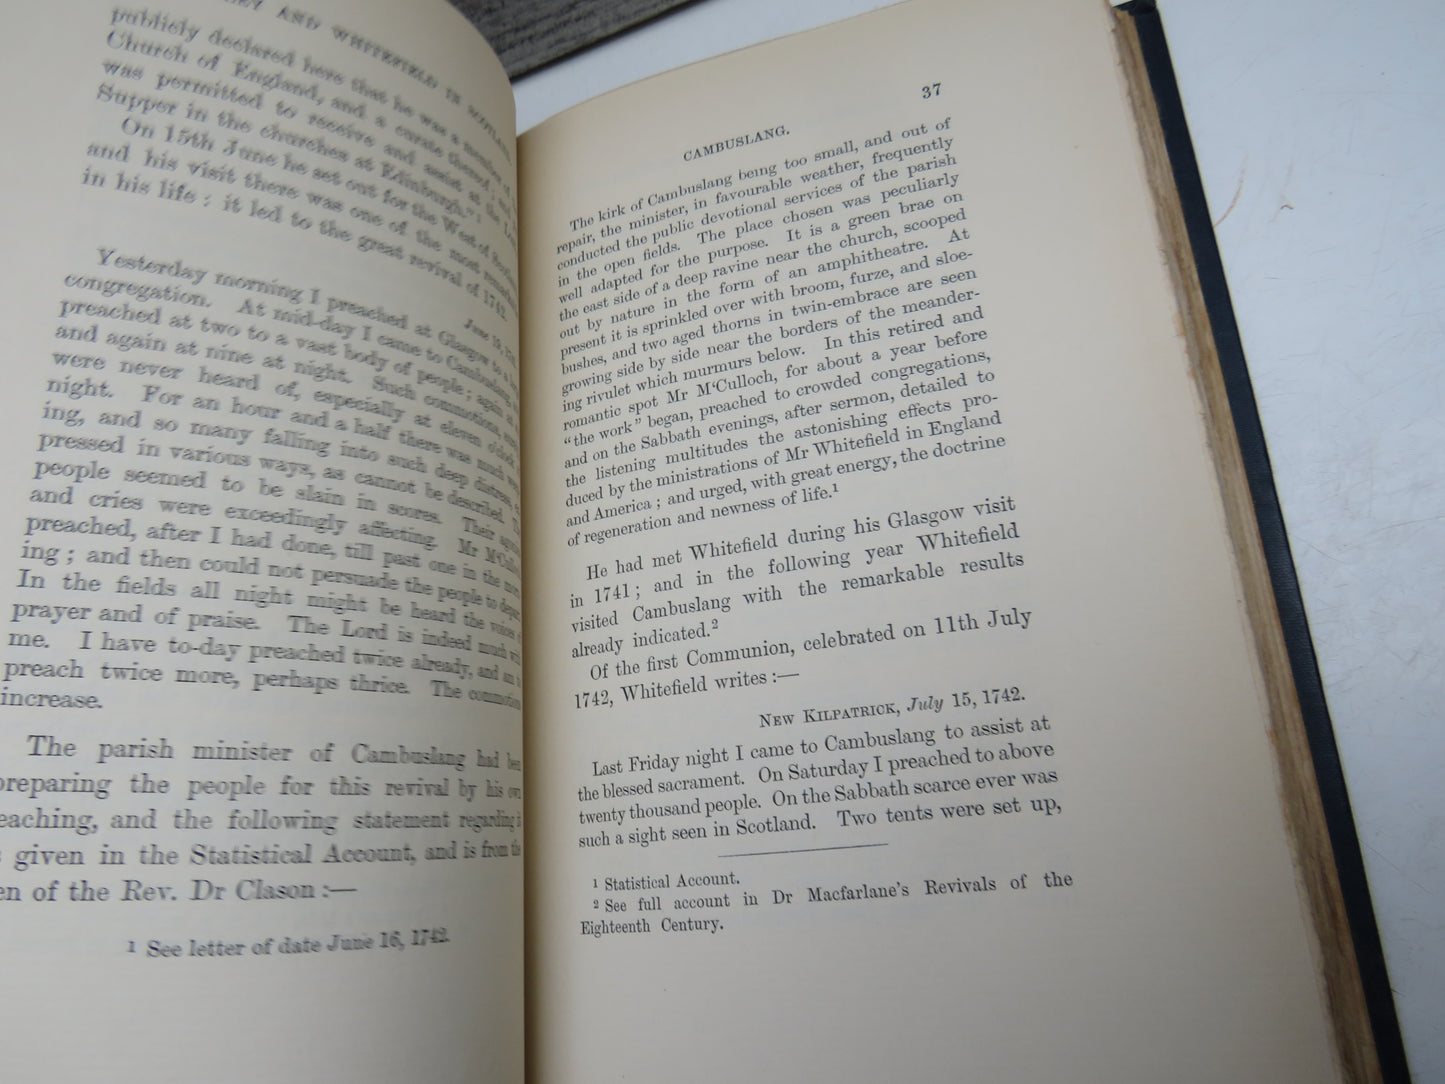 LEY AND WHITEFIELD IN SCOTLAND.
publicly declared here that he was a member of
Church of England, and a curate thereof; and
was permitted to receive and assist at the Lord's
Supper in the churches at Edinburgh."¹
On 15th June he set out for the West of Scotland
and his visit there was one of the most remarkable
in his life: it led to the great revival of 1742.
June 19, 1742.
Yesterday morning I preached at Glasgow to a
congregation. At mid-day I came to Cambuslang, and
preached at two to a vast body of people; again at
and again at nine at night. Such commotions, surely
were never heard of, especially at eleven o'clock at
night. For an hour and a half there was much weep-
ing, and so many falling into such deep distress, ex-
pressed in various ways, as cannot be described. The
people seemed to be slain in scores. Their agonies
and cries were exceedingly affecting. Mr M'Culloch
preached, after I had done, till past one in the morn-
ing; and then could not persuade the people to depart.
In the fields all night might be heard the voices of
prayer and of praise. The Lord is indeed much with
me. I have to-day preached twice already, and am to
preach twice more, perhaps thrice. The commotions
increase.
The parish minister of Cambuslang had been
preparing the people for this revival by his own
eaching, and the following statement regarding it
given in the Statistical Account, and is from the
en of the Rev. Dr Clason:—
¹ See letter of date June 16, 1742.
37
CAMBUSLANG.
The kirk of Cambuslang being too small, and out of
repair, the minister, in favourable weather, frequently
conducted the public devotional services of the parish
in the open fields. The place chosen was peculiarly
well adapted for the purpose. It is a green brae on
the east side of a deep ravine near the church, scooped
out by nature in the form of an amphitheatre. At
present it is sprinkled over with broom, furze, and sloe-
bushes, and two aged thorns in twin-embrace are seen
growing side by side near the borders of the meander-
ing rivulet which murmurs below. In this retired and
romantic spot Mr M'Culloch, for about a year before
"the work" began, preached to crowded congregations,
and on the Sabbath evenings, after sermon, detailed to
the listening multitudes the astonishing effects pro-
duced by the ministrations of Mr Whitefield in England
and America; and urged, with great energy, the doctrine
of regeneration and newness of life.¹
He had met Whitefield during his Glasgow visit
in 1741; and in the following year Whitefield
visited Cambuslang with the remarkable results
already indicated.²
Of the first Communion, celebrated on 11th July
1742, Whitefield writes:—
NEW KILPATRICK, July 15, 1742.
Last Friday night I came to Cambuslang to assist at
the blessed sacrament. On Saturday I preached to above
twenty thousand people. On the Sabbath scarce ever was
such a sight seen in Scotland. Two tents were set up,
¹ Statistical Account.
² See full account in Dr Macfarlane's Revivals of the
Eighteenth Century.